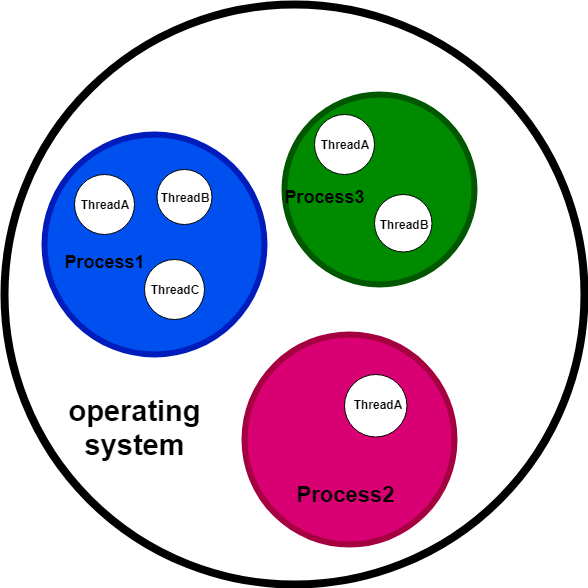 ThreadA
Process3
ThreadB
ThreadA
ThreadB
Process1
ThreadC
operating
system
ThreadA
Process2